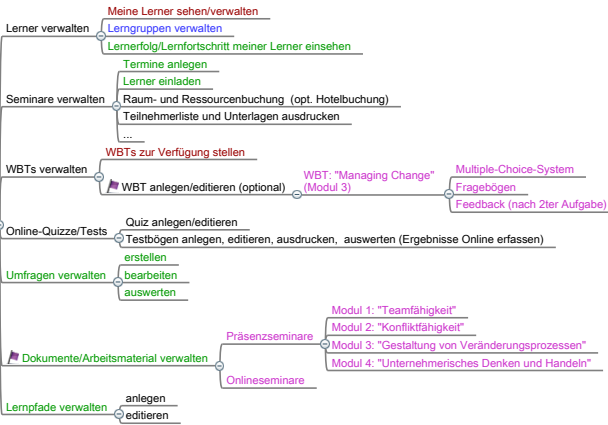 Lerner verwalten
Meine Lerner sehen/verwalten
Lerngruppen verwalten
Lernerfolg/Lernfortschritt meiner Lerner einsehen
Seminare verwalten
Termine anlegen
Lerner einladen
Raum- und Ressourcenbuchung (opt. Hotelbuchung)
Teilnehmerliste und Unterlagen ausdrucken
...
WBTs verwalten
WBTs zur Verfügung stellen
WBT anlegen/editieren (optional)
WBT: "Managing Change"
(Modul 3)
Multiple-Choice-System
Fragebögen
Feedback (nach 2ter Aufgabe)
Online-Quizze/Tests
Quiz anlegen/editieren
Testbögen anlegen, editieren, ausdrucken, auswerten (Ergebnisse Online erfassen)
Umfragen verwalten
erstellen
bearbeiten
auswerten
Dokumente/Arbeitsmaterial verwalten
Präsenzseminare
Modul 1: "Teamfähigkeit"
Modul 2: "Konfliktfähigkeit"
Modul 3: "Gestaltung von Veränderungsprozessen"
Modul 4: "Unternehmerisches Denken und Handeln"
Onlineseminare
Lernpfade verwalten
anlegen
editieren